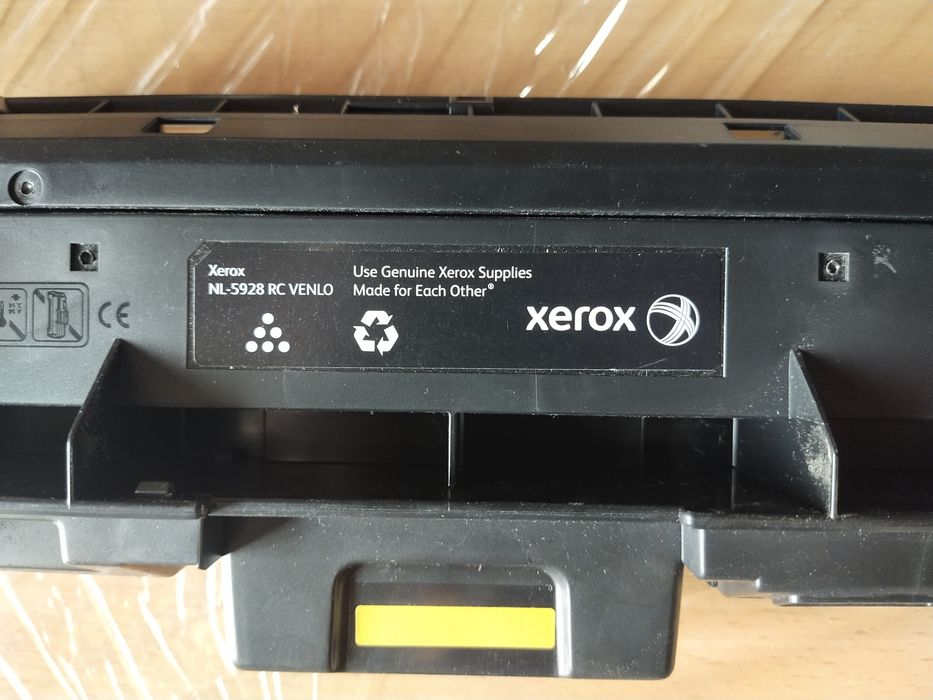 Xerox
NL-5928 RC VENLO
Use Genuine Xerox Supplies
Made for Each Other®
xerox
CE